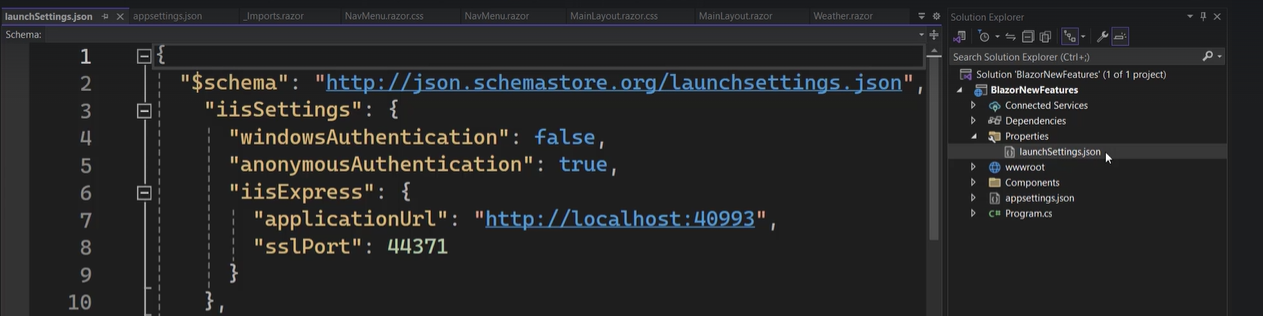 launchSettings.json appsettings.json _Imports.razor NavMenu.razor.css NavMenu.razor MainLayout.razor.css MainLayout.razor Weather.razor
Schema:
1 {
2 "$schema": "http://json.schemastore.org/launchsettings.json",
3 "iisSettings": {
4 "windowsAuthentication": false,
5 "anonymousAuthentication": true,
6 "iisExpress": {
7 "applicationUrl": "http://localhost:40993",
8 "sslPort": 44371
9 }
10 },
Solution Explorer
Search Solution Explorer (Ctrl+;)
Solution 'BlazorNewFeatures' (1 of 1 project)
BlazorNewFeatures
Connected Services
Dependencies
Properties
launchSettings.json
wwwroot
Components
appsettings.json
C# Program.cs